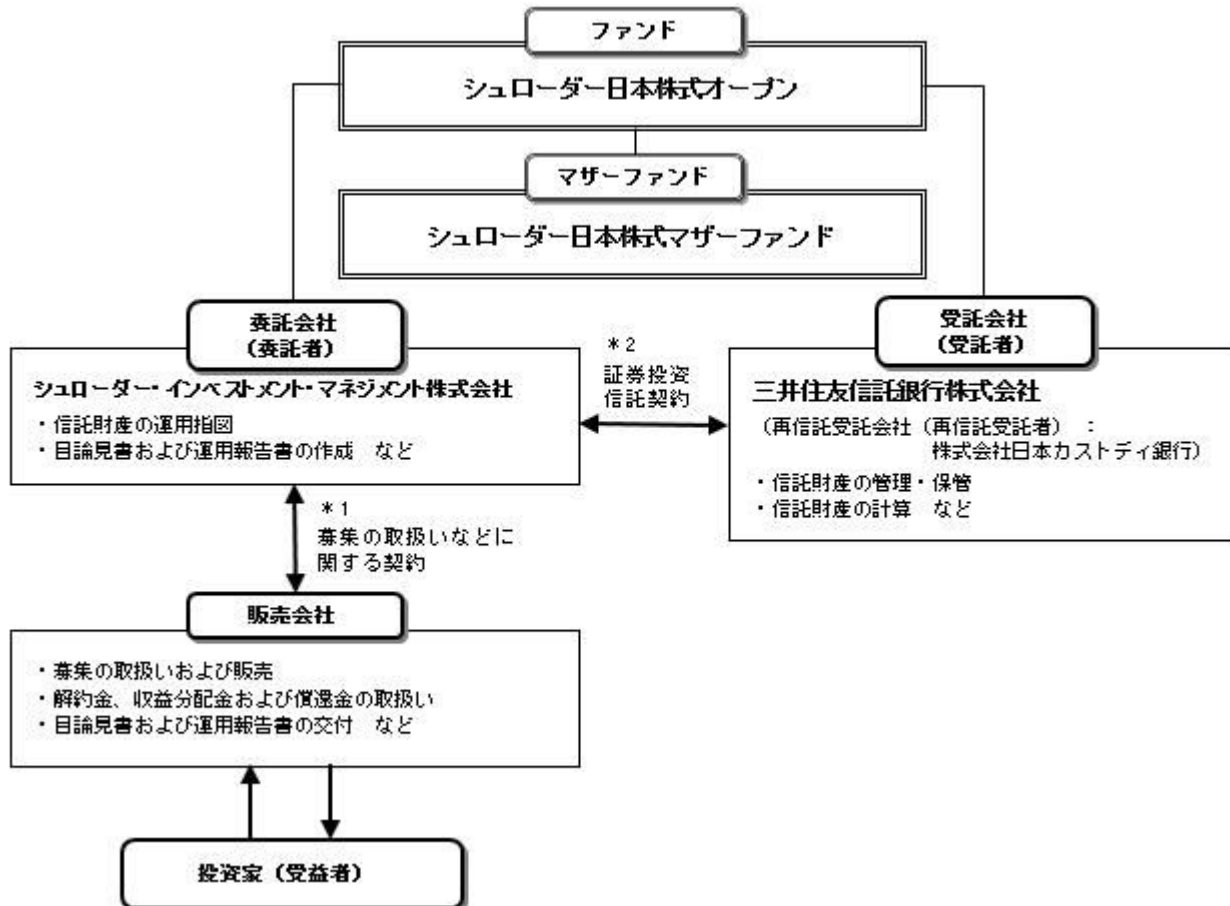 ファンド
シュローダー日本株式オープン
マザーファンド
シュローダー日本株式マザーファンド
委託会社
(委託者)
シュローダー・インベストメント・マネジメント株式会社
・信託財産の運用指図
・目論見書および運用報告書の作成　など
＊2
証券投資
信託契約
受託会社
(受託者)
三井住友信託銀行株式会社
（再信託受託会社（再信託受託者）：
株式会社日本カストディ銀行）
・信託財産の管理・保管
・信託財産の計算　など
＊1
募集の取扱いなどに
関する契約
販売会社
・募集の取扱いおよび販売
・解約金、収益分配金および償還金の取扱い
・目論見書および運用報告書の交付　など
投資家（受益者）